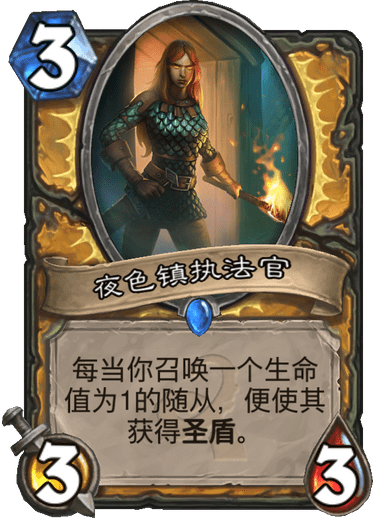 3
夜色镇执法官
每当你召唤一个生命
值为1的随从，便使其
获得圣盾。
3
3